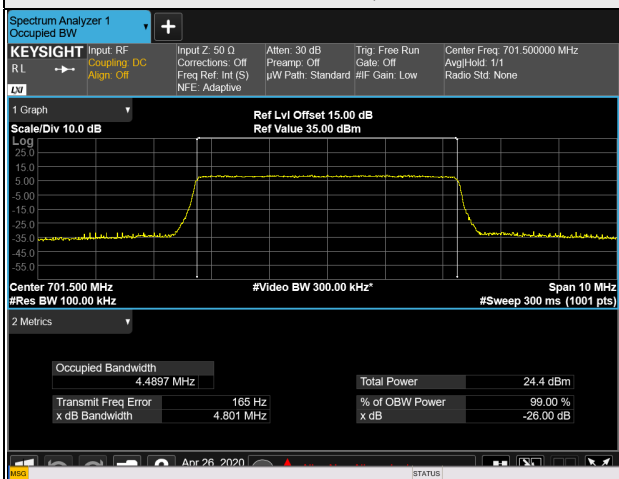 Spectrum Analyzer 1
Occupied BW
KEYSIGHT
R L
LXI
Input: RF
Coupling: DC
Align: Off
Input Z: 50 Ω
Corrections: Off
Freq Ref: Int (S)
NFE: Adaptive
Atten: 30 dB
Preamp: Off
µW Path: Standard
Trig: Free Run
Gate: Off
#IF Gain: Low
Center Freq: 701.500000 MHz
Avg|Hold: 1/1
Radio Std: None
1 Graph
Scale/Div 10.0 dB
Ref Lvl Offset 15.00 dB
Ref Value 35.00 dBm
Log
25.0
15.0
5.00
-5.00
-15.0
-25.0
-35.0
-45.0
-55.0
Center 701.500 MHz
#Video BW 300.00 kHz*
Span 10 MHz
#Res BW 100.00 kHz
#Sweep 300 ms (1001 pts)
2 Metrics
Occupied Bandwidth
4.4897 MHz
Total Power 24.4 dBm
Transmit Freq Error 165 Hz
% of OBW Power 99.00 %
x dB Bandwidth 4.801 MHz
x dB -26.00 dB
Apr 26, 2020
MSG
STATUS